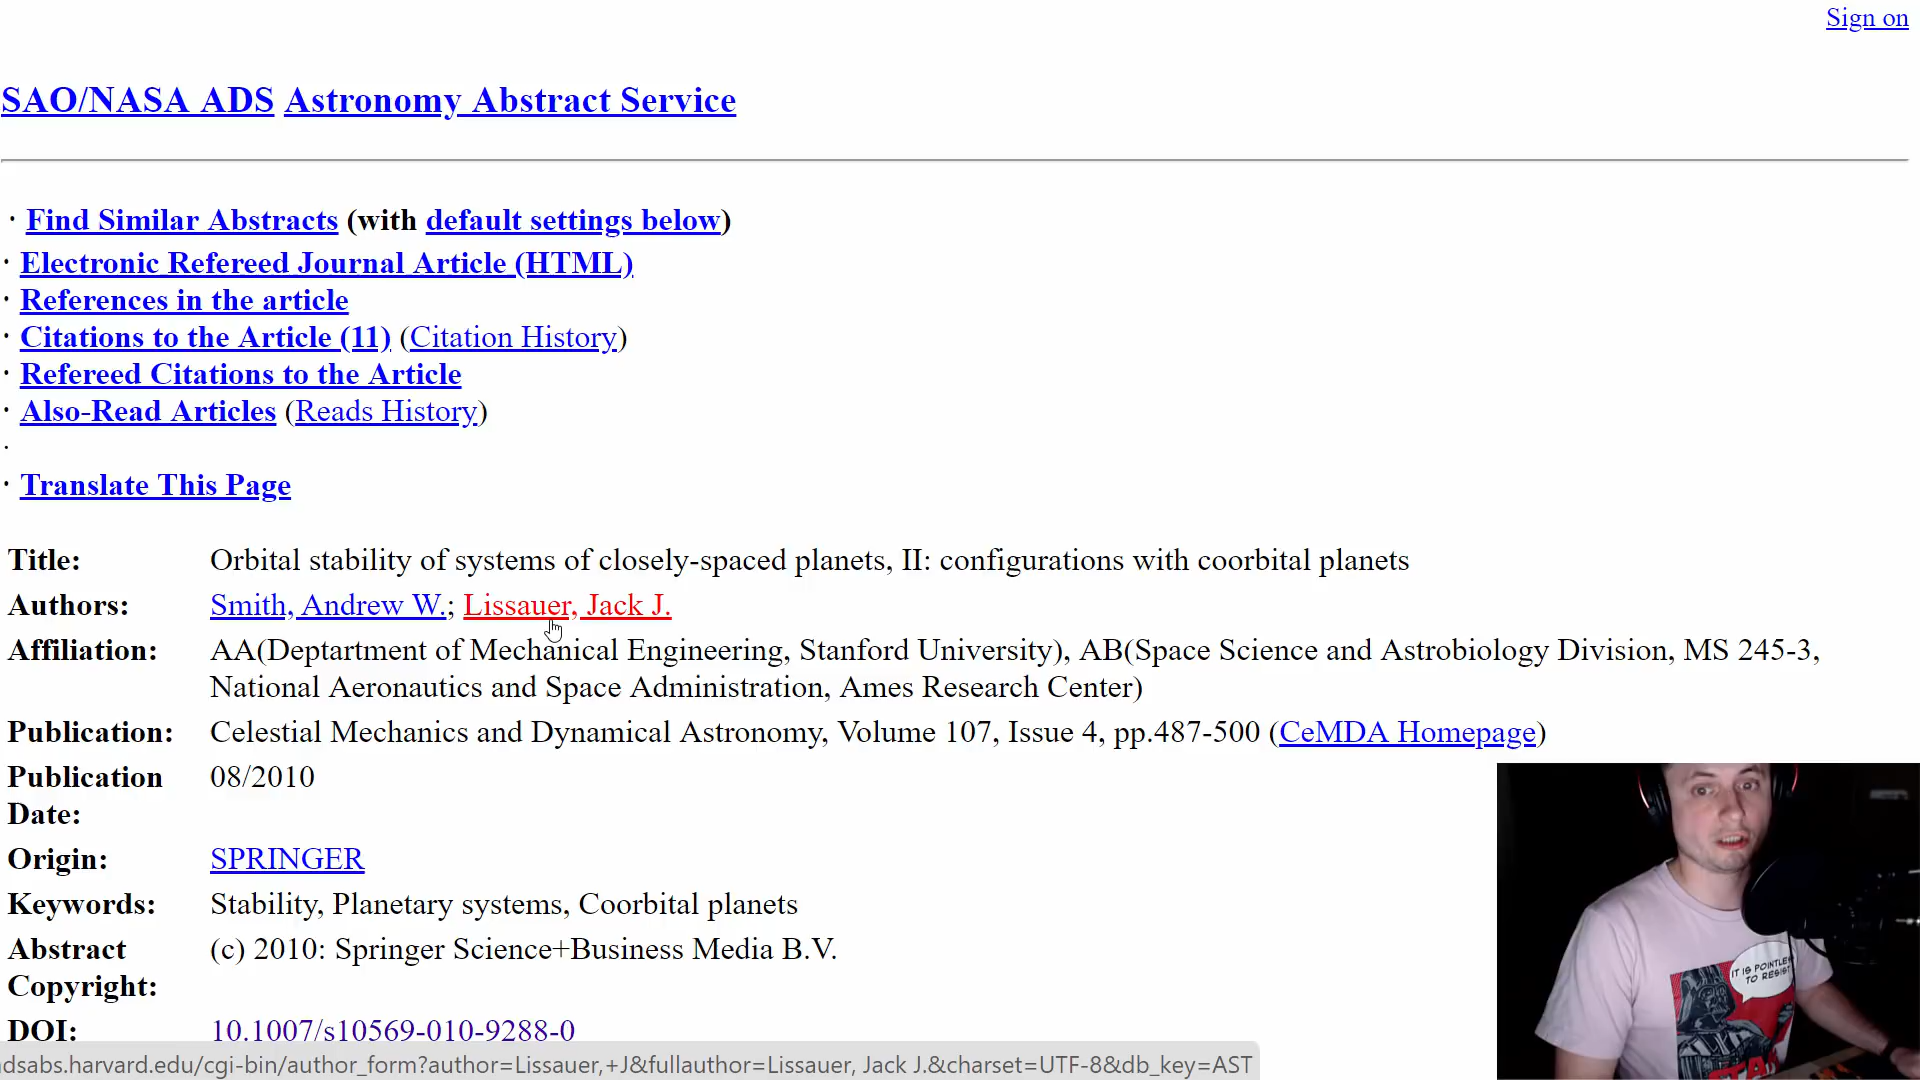 Sign on
SAO/NASA ADS Astronomy Abstract Service
· Find Similar Abstracts (with default settings below)
· Electronic Refereed Journal Article (HTML)
· References in the article
· Citations to the Article (11) (Citation History)
· Refereed Citations to the Article
· Also-Read Articles (Reads History)
·
· Translate This Page
Title: Orbital stability of systems of closely-spaced planets, II: configurations with coorbital planets
Authors: Smith, Andrew W.; Lissauer, Jack J.
Affiliation: AA(Deptartment of Mechanical Engineering, Stanford University), AB(Space Science and Astrobiology Division, MS 245-3,
National Aeronautics and Space Administration, Ames Research Center)
Publication: Celestial Mechanics and Dynamical Astronomy, Volume 107, Issue 4, pp.487-500 (CeMDA Homepage)
Publication 08/2010
Date:
Origin: SPRINGER
Keywords: Stability, Planetary systems, Coorbital planets
Abstract (c) 2010: Springer Science+Business Media B.V.
Copyright:
DOI: 10.1007/s10569-010-9288-0
dsabs.harvard.edu/cgi-bin/author_form?author=Lissauer,+J&fullauthor=Lissauer, Jack J.&charset=UTF-8&db_key=AST
IT IS POINTLE
TO RESIS